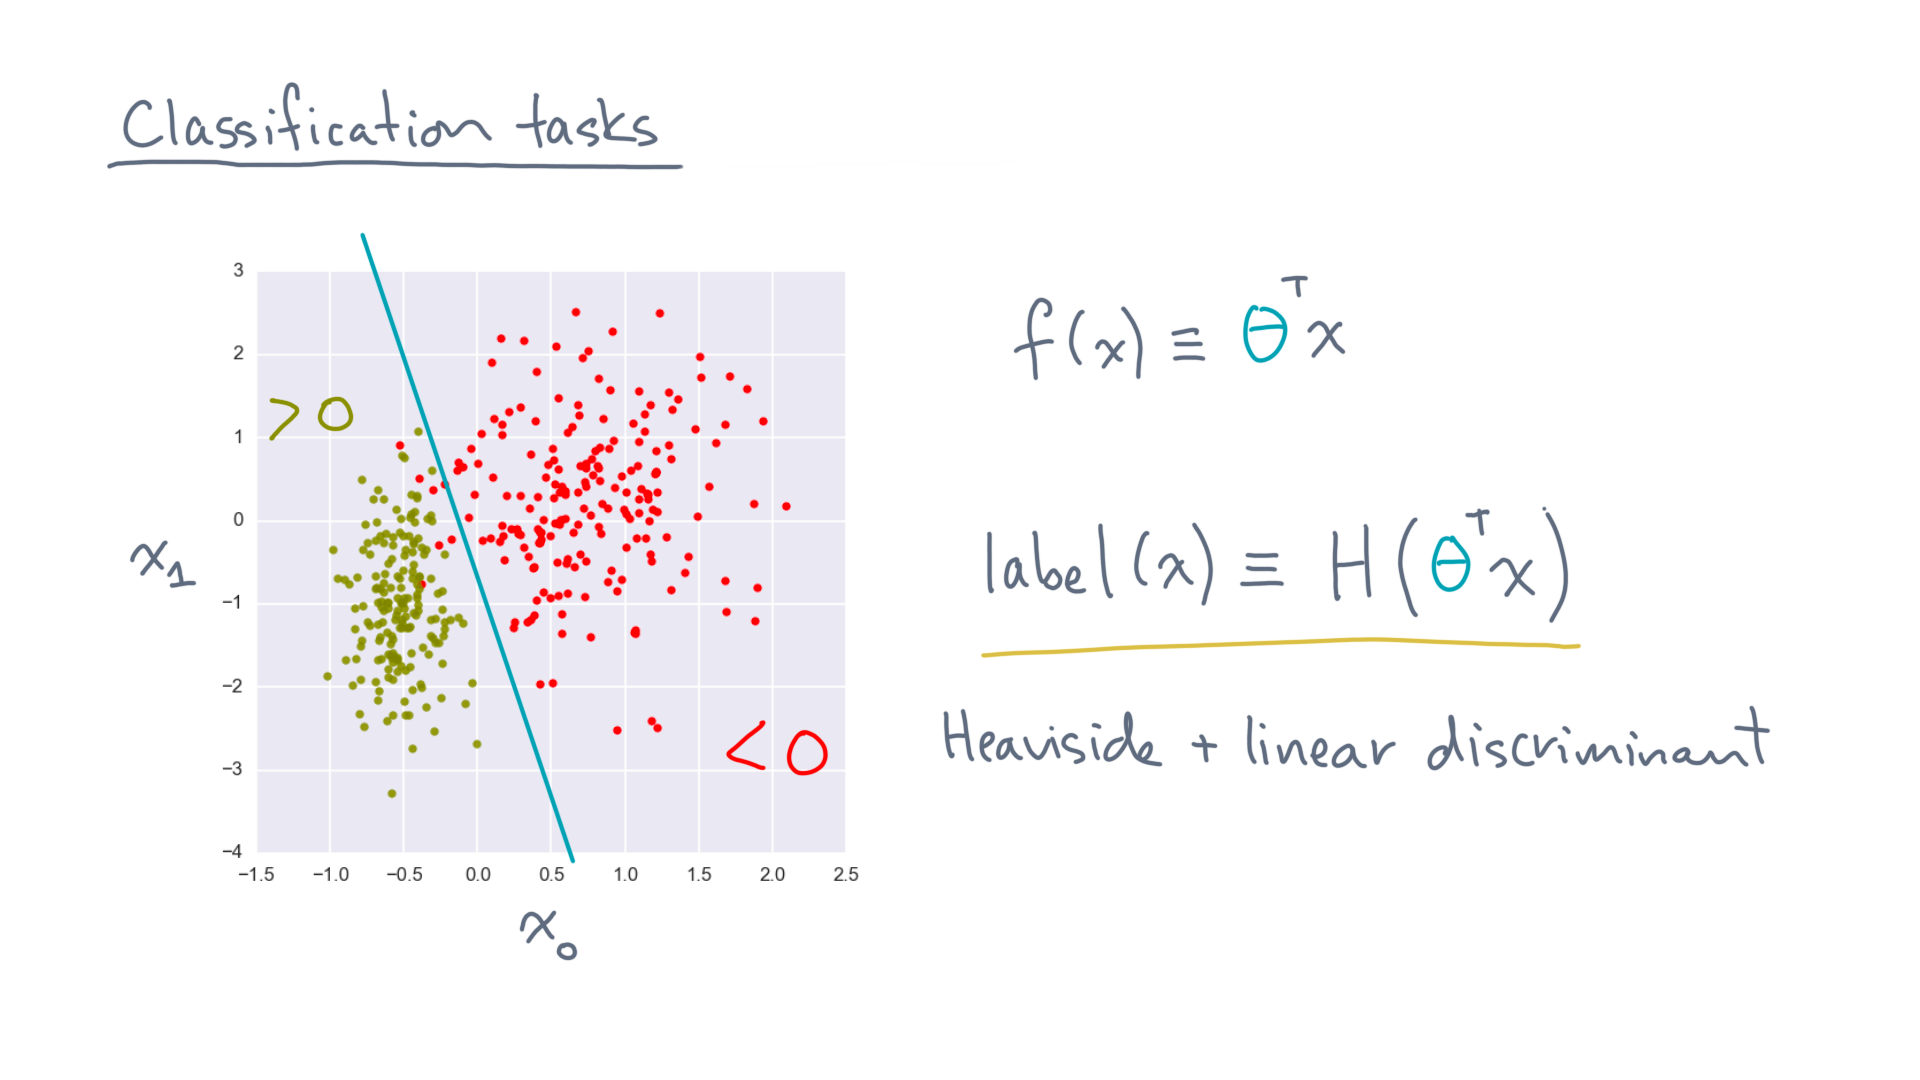 Classification tasks
3
2
1
0
−1
−2
−3
−4
−1.5 −1.0 −0.5 0.0 0.5 1.0 1.5 2.0 2.5
x₁
x₀
>0
<0
f(x) ≡ θᵀx
label(x) ≡ H(θᵀx)
Heaviside + linear discriminant